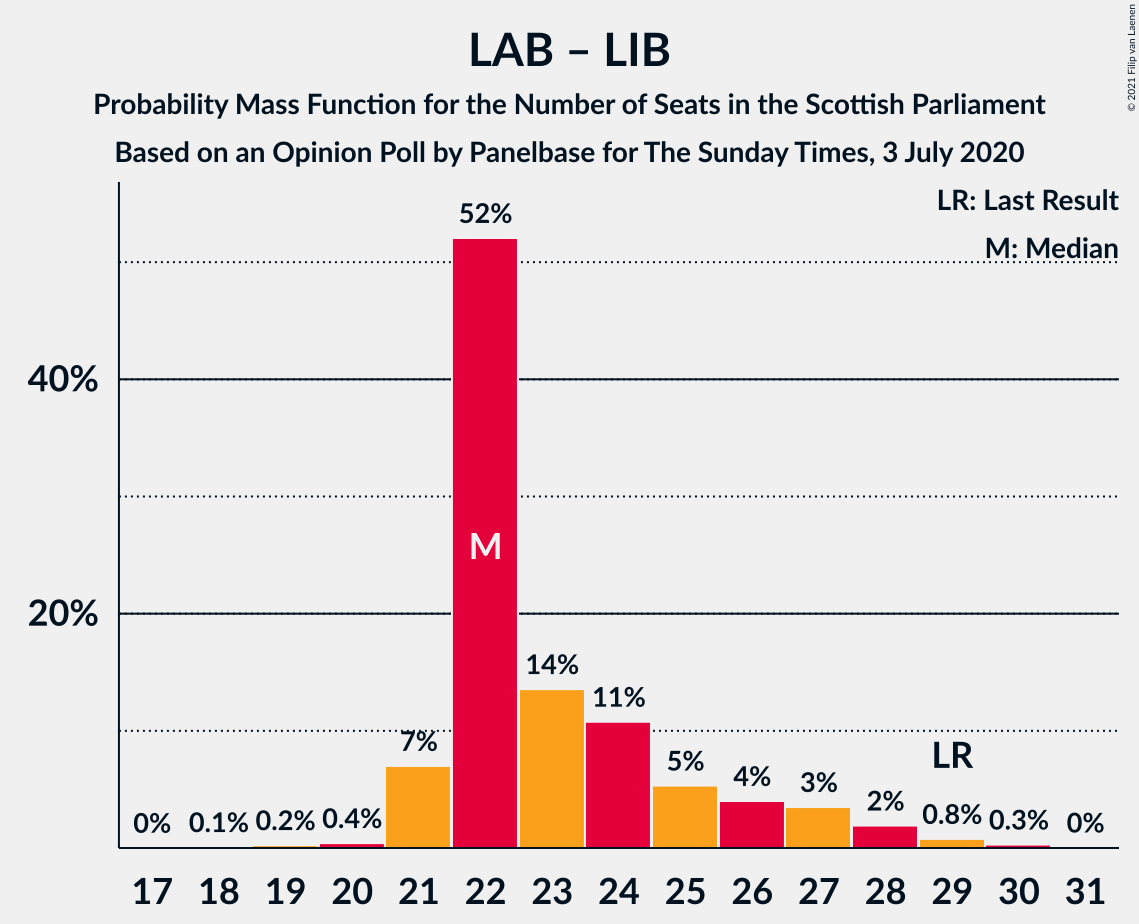 LAB – LIB
Probability Mass Function for the Number of Seats in the Scottish Parliament
Based on an Opinion Poll by Panelbase for The Sunday Times, 3 July 2020
© 2021 Filip van Laenen
LR: Last Result
M: Median
52%
40%
M
20%
14%
11%
7%
LR
5%
4%
3%
2%
0% 0.1% 0.2% 0.4% 0.8% 0.3% 0%
17 18 19 20 21 22 23 24 25 26 27 28 29 30 31